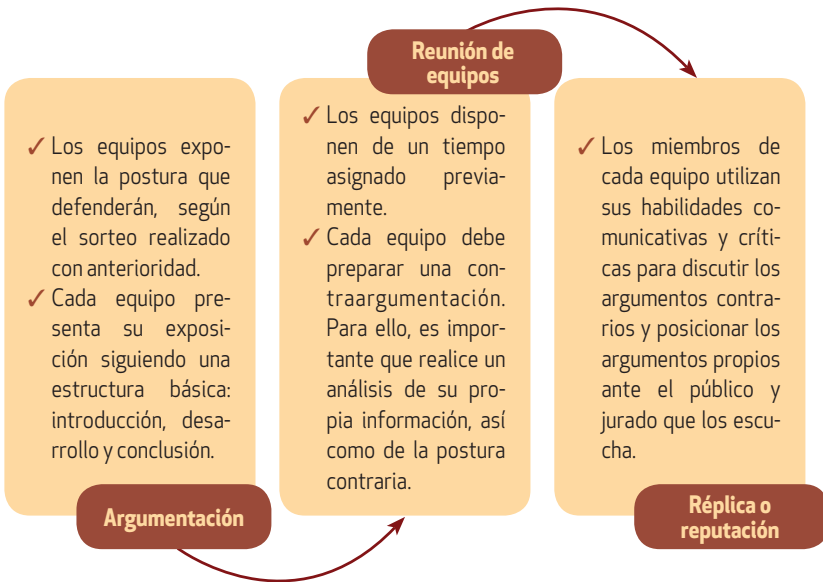 ✓ Los equipos expo-
nen la postura que
defenderán, según
el sorteo realizado
con anterioridad.
✓ Cada equipo pre-
senta su exposi-
ción siguiendo una
estructura básica:
introducción, desa-
rrollo y conclusión.
Argumentación
Reunión de
equipos
✓ Los equipos dispo-
nen de un tiempo
asignado previa-
mente.
✓ Cada equipo debe
preparar una con-
traargumentación.
Para ello, es impor-
tante que realice un
análisis de su pro-
pia información, así
como de la postura
contraria.
✓ Los miembros de
cada equipo utilizan
sus habilidades co-
municativas y críti-
cas para discutir los
argumentos contra-
rios y posicionar los
argumentos propios
ante el público y
jurado que los escu-
cha.
Réplica o
reputación